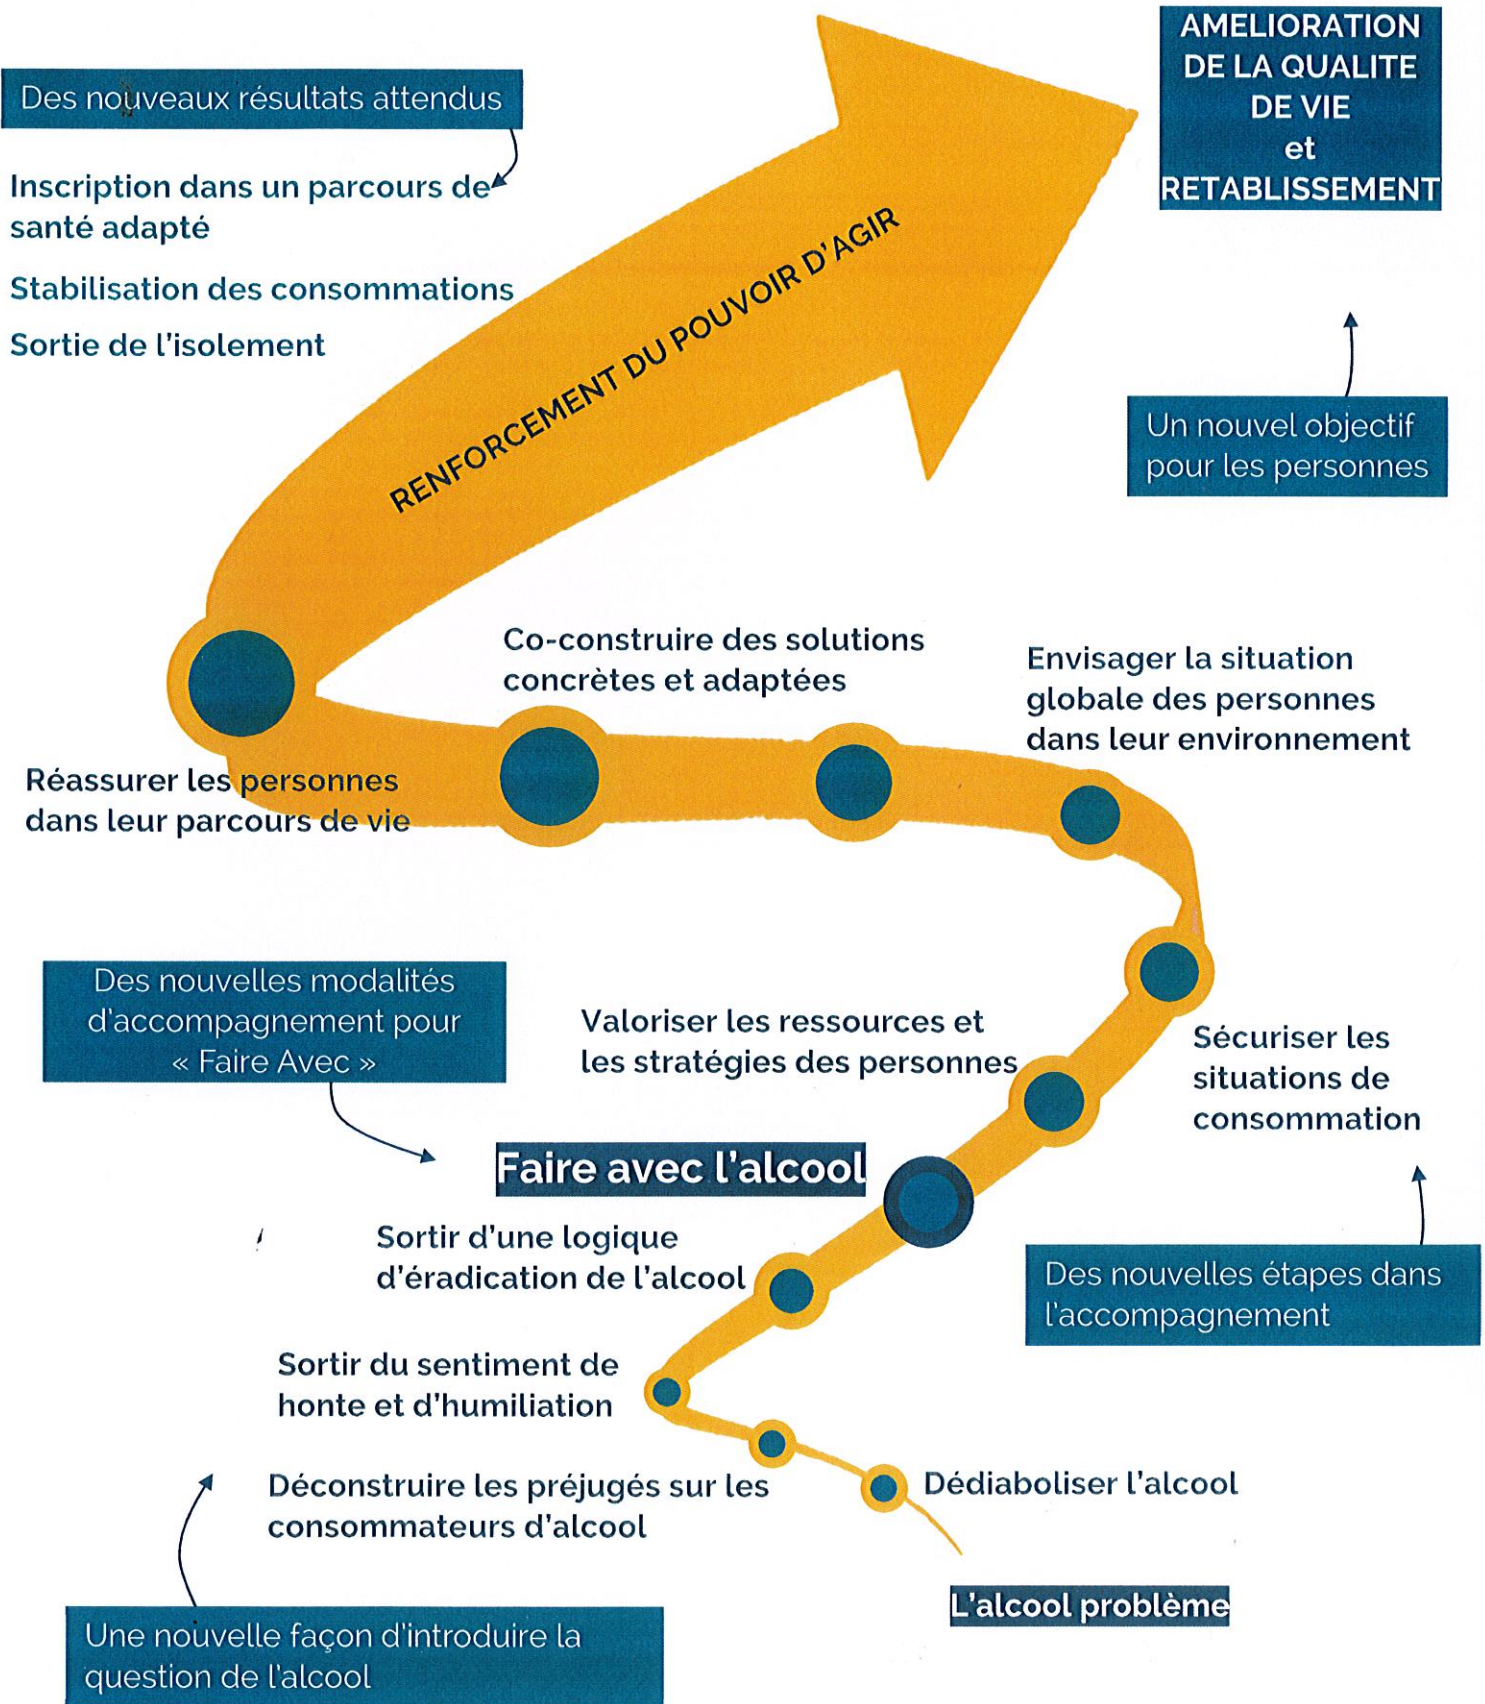 AMELIORATION
DE LA QUALITE
DE VIE
et
RETABLISSEMENT
Des nouveaux résultats attendus
Inscription dans un parcours de
santé adapté
Stabilisation des consommations
Sortie de l'isolement
RENFORCEMENT DU POUVOIR D'AGIR
Un nouvel objectif
pour les personnes
Co-construire des solutions
concrètes et adaptées
Envisager la situation
globale des personnes
dans leur environnement
Réassurer les personnes
dans leur parcours de vie
Des nouvelles modalités
d'accompagnement pour
« Faire Avec »
Valoriser les ressources et
les stratégies des personnes
Sécuriser les
situations de
consommation
Faire avec l'alcool
Sortir d'une logique
d'éradication de l'alcool
Des nouvelles étapes dans
l'accompagnement
Sortir du sentiment de
honte et d'humiliation
Déconstruire les préjugés sur les
consommateurs d'alcool
Dédiaboliser l'alcool
L'alcool problème
Une nouvelle façon d'introduire la
question de l'alcool